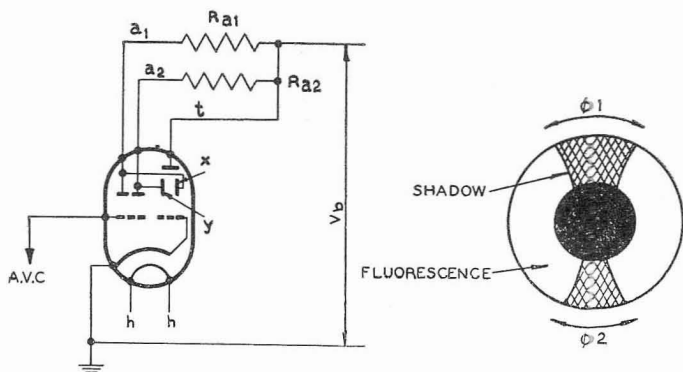 Ra1
a1
a2
Ra2
t
x
y
Vb
A.V.C
h h
φ1
SHADOW
FLUORESCENCE
φ2